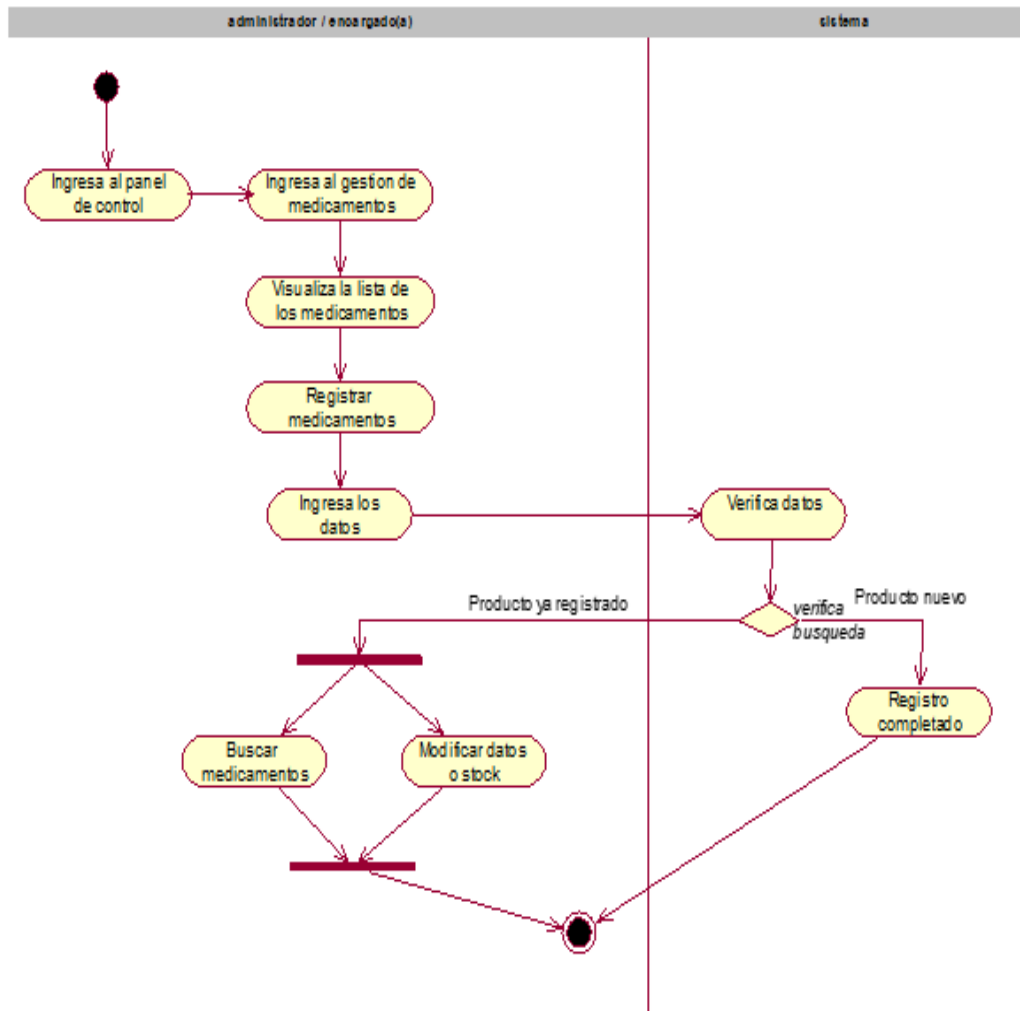 administrador / encargado(a)
sistema
Ingresa al panel
de control
Ingresa al gestion de
medicamentos
Visualiza la lista de
los medicamentos
Registrar
medicamentos
Ingresa los
datos
Verifica datos
Producto ya registrado
verifica
busqueda
Producto nuevo
Registro
completado
Buscar
medicamentos
Modificar datos
o stock